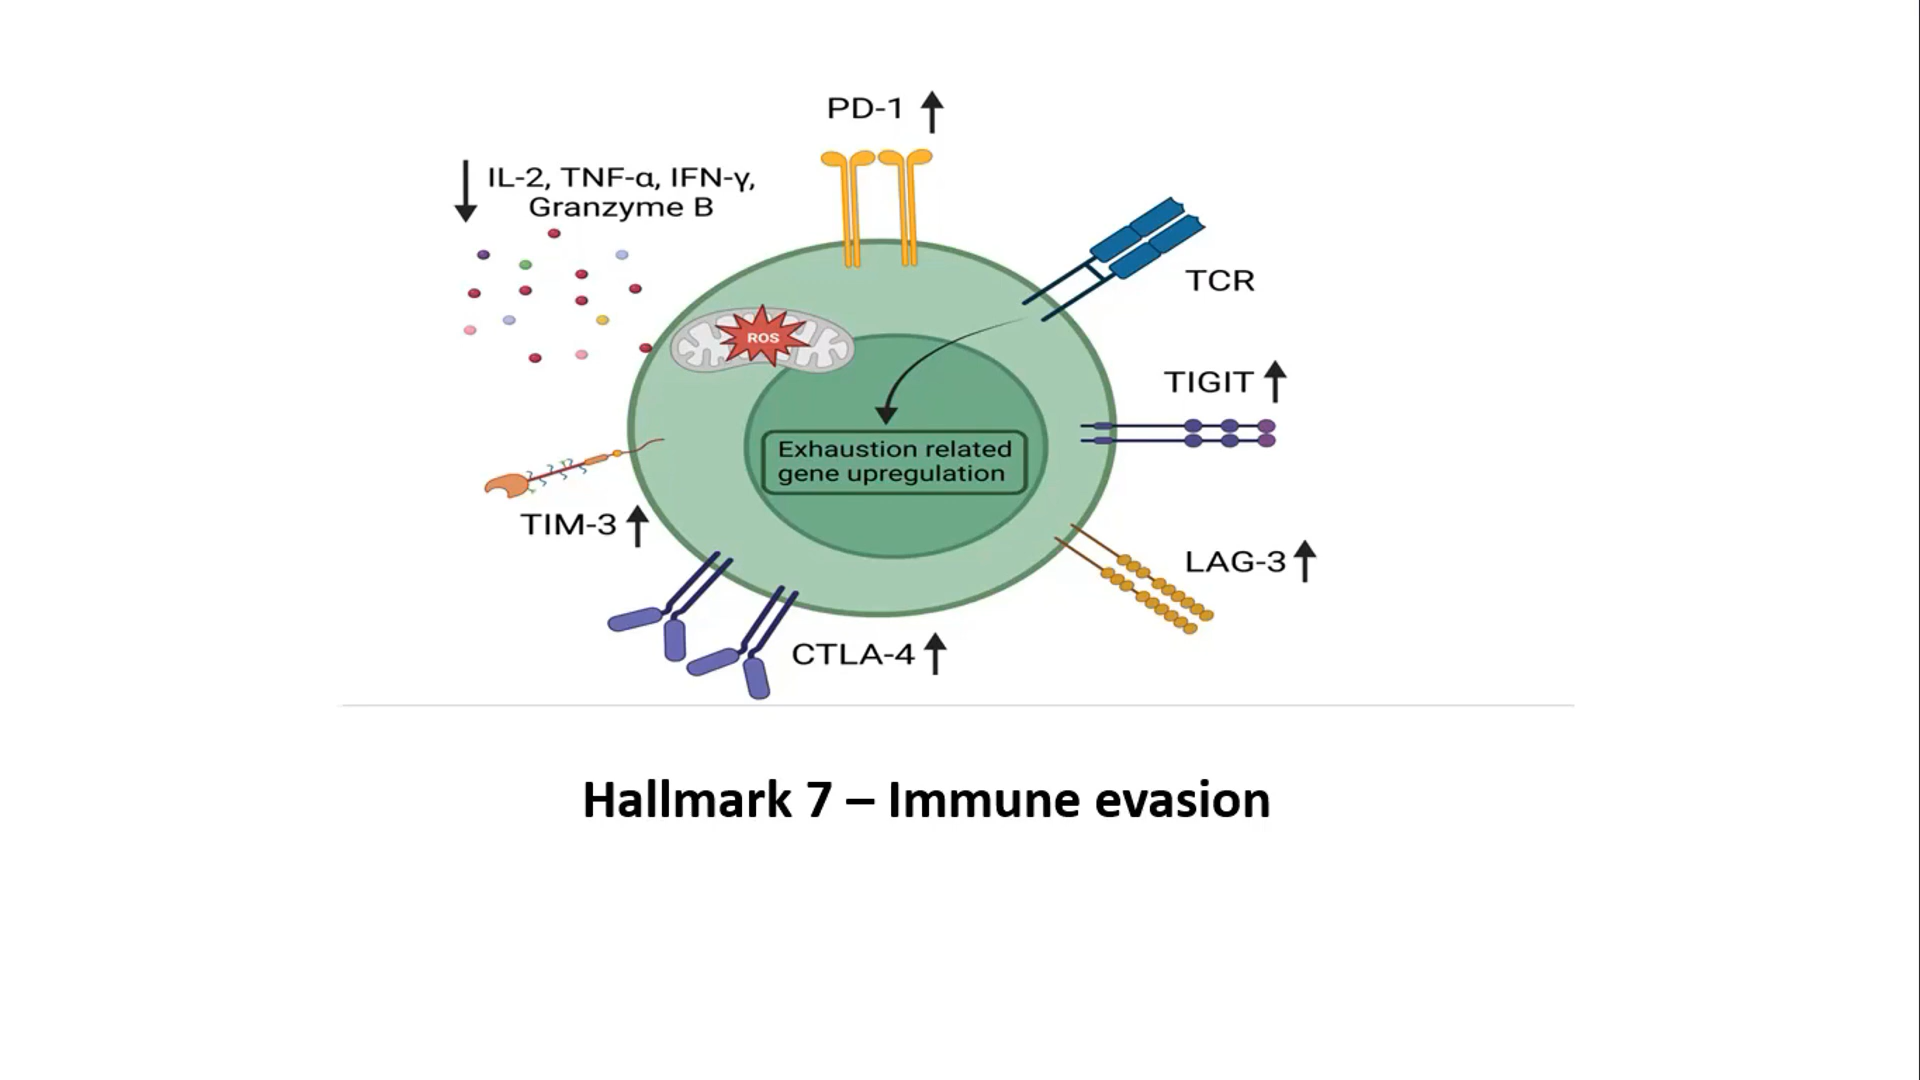 PD-1
IL-2, TNF-α, IFN-γ,
Granzyme B
TCR
ROS
TIGIT
Exhaustion related
gene upregulation
TIM-3
LAG-3
CTLA-4
Hallmark 7 – Immune evasion